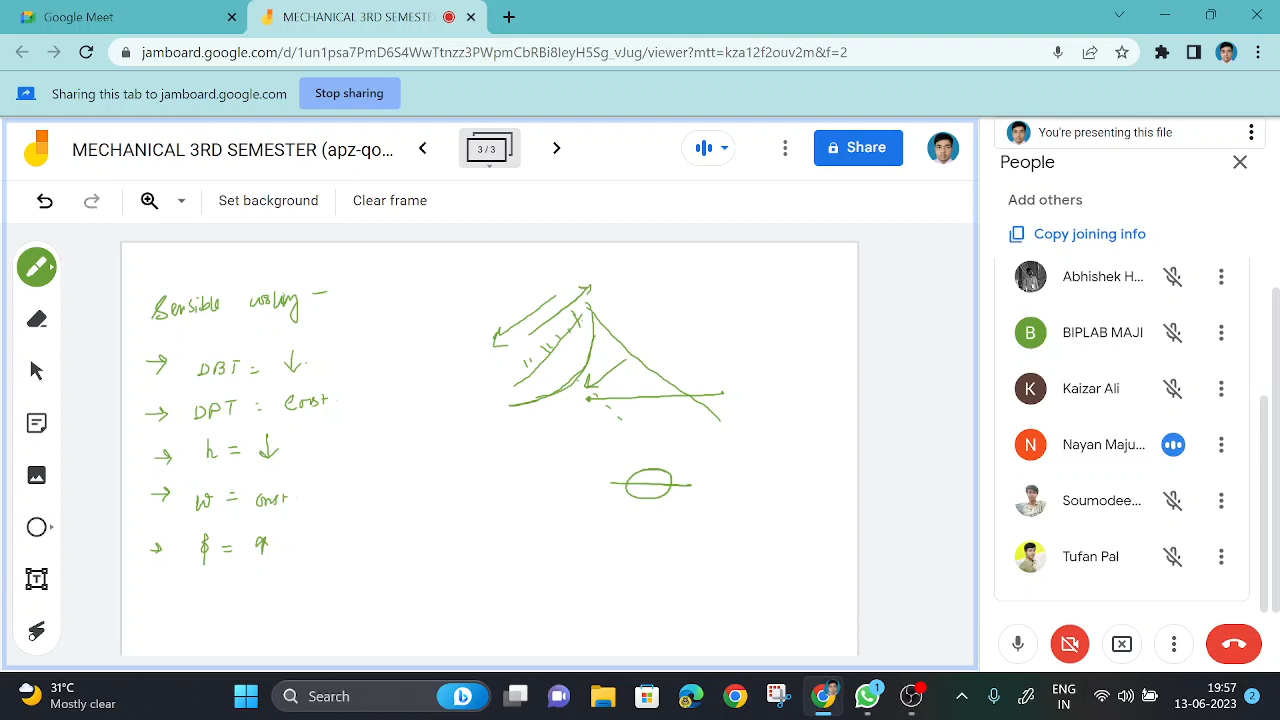 Google Meet
MECHANICAL 3RD SEMESTER
jamboard.google.com/d/1un1psa7PmD6S4WwTtnzz3PWpmCbRBi8leyH5Sg_vJug/viewer?mtt=kza12f2ouv2m&f=2
Sharing this tab to jamboard.google.com
Stop sharing
MECHANICAL 3RD SEMESTER (apz-qo...
3 / 3
Share
You're presenting this file
People
Set background
Clear frame
Add others
Copy joining info
Abhishek H...
B BIPLAB MAJI
K Kaizar Ali
N Nayan Maju...
Soumodee...
Tufan Pal
Sensible cooling –
→ DBT = ↓
→ DPT = Const.
→ h = ↓
→ W = const.
→ ϕ =
31°C
Mostly clear
Search
1
ENG
IN
19:57
13-06-2023
2